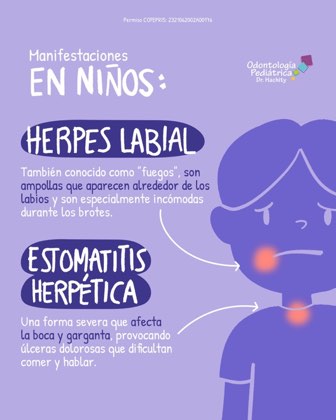 Permiso COFEPRIS: 2321062002X00116
Manifestaciones
EN NIÑOS:
Odontología
Pediátrica
Dr. Hachity
HERPES LABIAL
También conocido como "fuegos", son
ampollas que aparecen alrededor de los
labios y son especialmente incómodas
durante los brotes.
ESTOMATITIS
HERPÉTICA
Una forma severa que afecta
la boca y garganta, provocando
úlceras dolorosas que dificultan
comer y hablar.